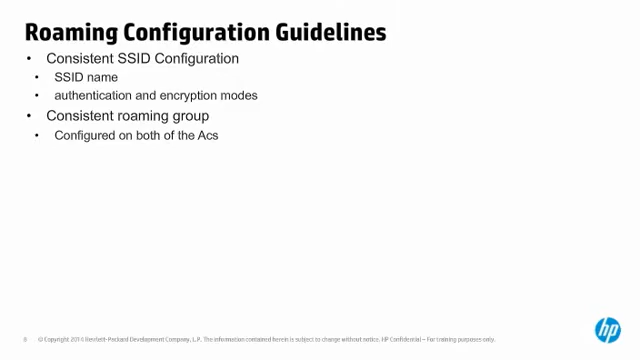 Roaming Configuration Guidelines
• Consistent SSID Configuration
• SSID name
• authentication and encryption modes
• Consistent roaming group
• Configured on both of the Acs
8 © Copyright 2014 Hewlett-Packard Development Company, L.P. The information contained herein is subject to change without notice. HP Confidential – For training purposes only.
hp